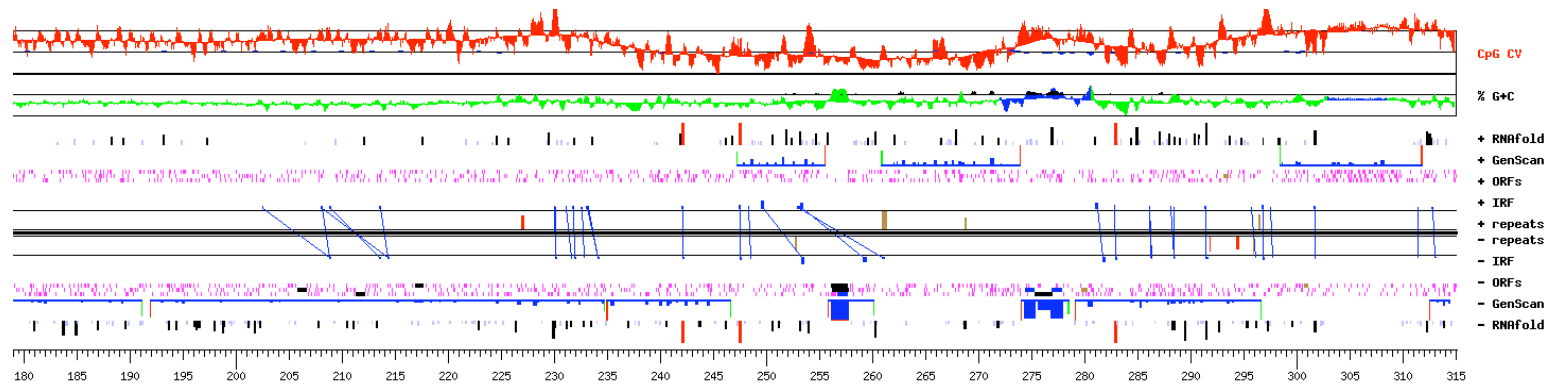 CpG CV
% G+C
+ RNAfold
+ GenScan
+ ORFs
+ IRF
+ repeats
- repeats
- IRF
- ORFs
- GenScan
- RNAfold
180 185 190 195 200 205 210 215 220 225 230 235 240 245 250 255 260 265 270 275 280 285 290 295 300 305 310 315